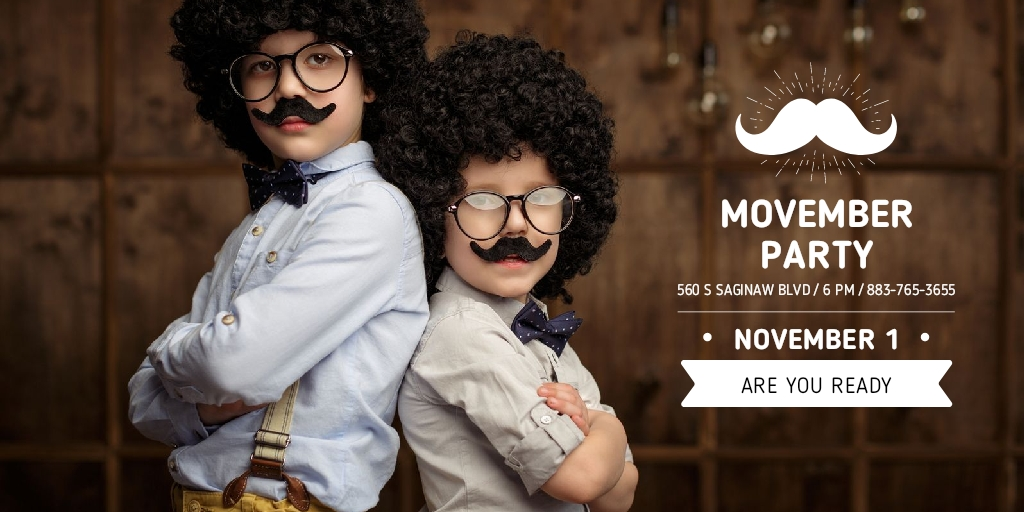 MOVEMBER
PARTY
560 S SAGINAW BLVD / 6 PM / 883-765-3655
• NOVEMBER 1 •
ARE YOU READY